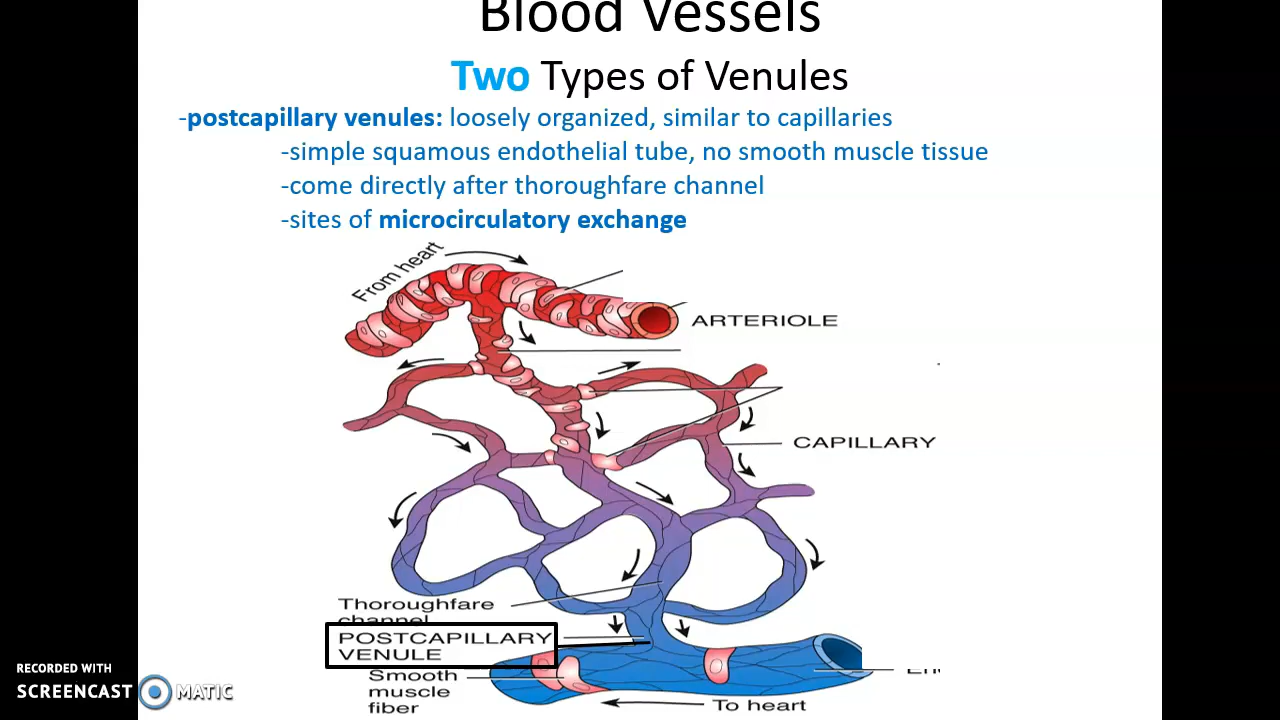 Blood Vessels
Two Types of Venules
-postcapillary venules: loosely organized, similar to capillaries
-simple squamous endothelial tube, no smooth muscle tissue
-come directly after thoroughfare channel
-sites of microcirculatory exchange
From heart
ARTERIOLE
CAPILLARY
Thoroughfare
channel
POSTCAPILLARY
VENULE
Smooth
muscle
fiber
To heart
RECORDED WITH
SCREENCAST MATIC